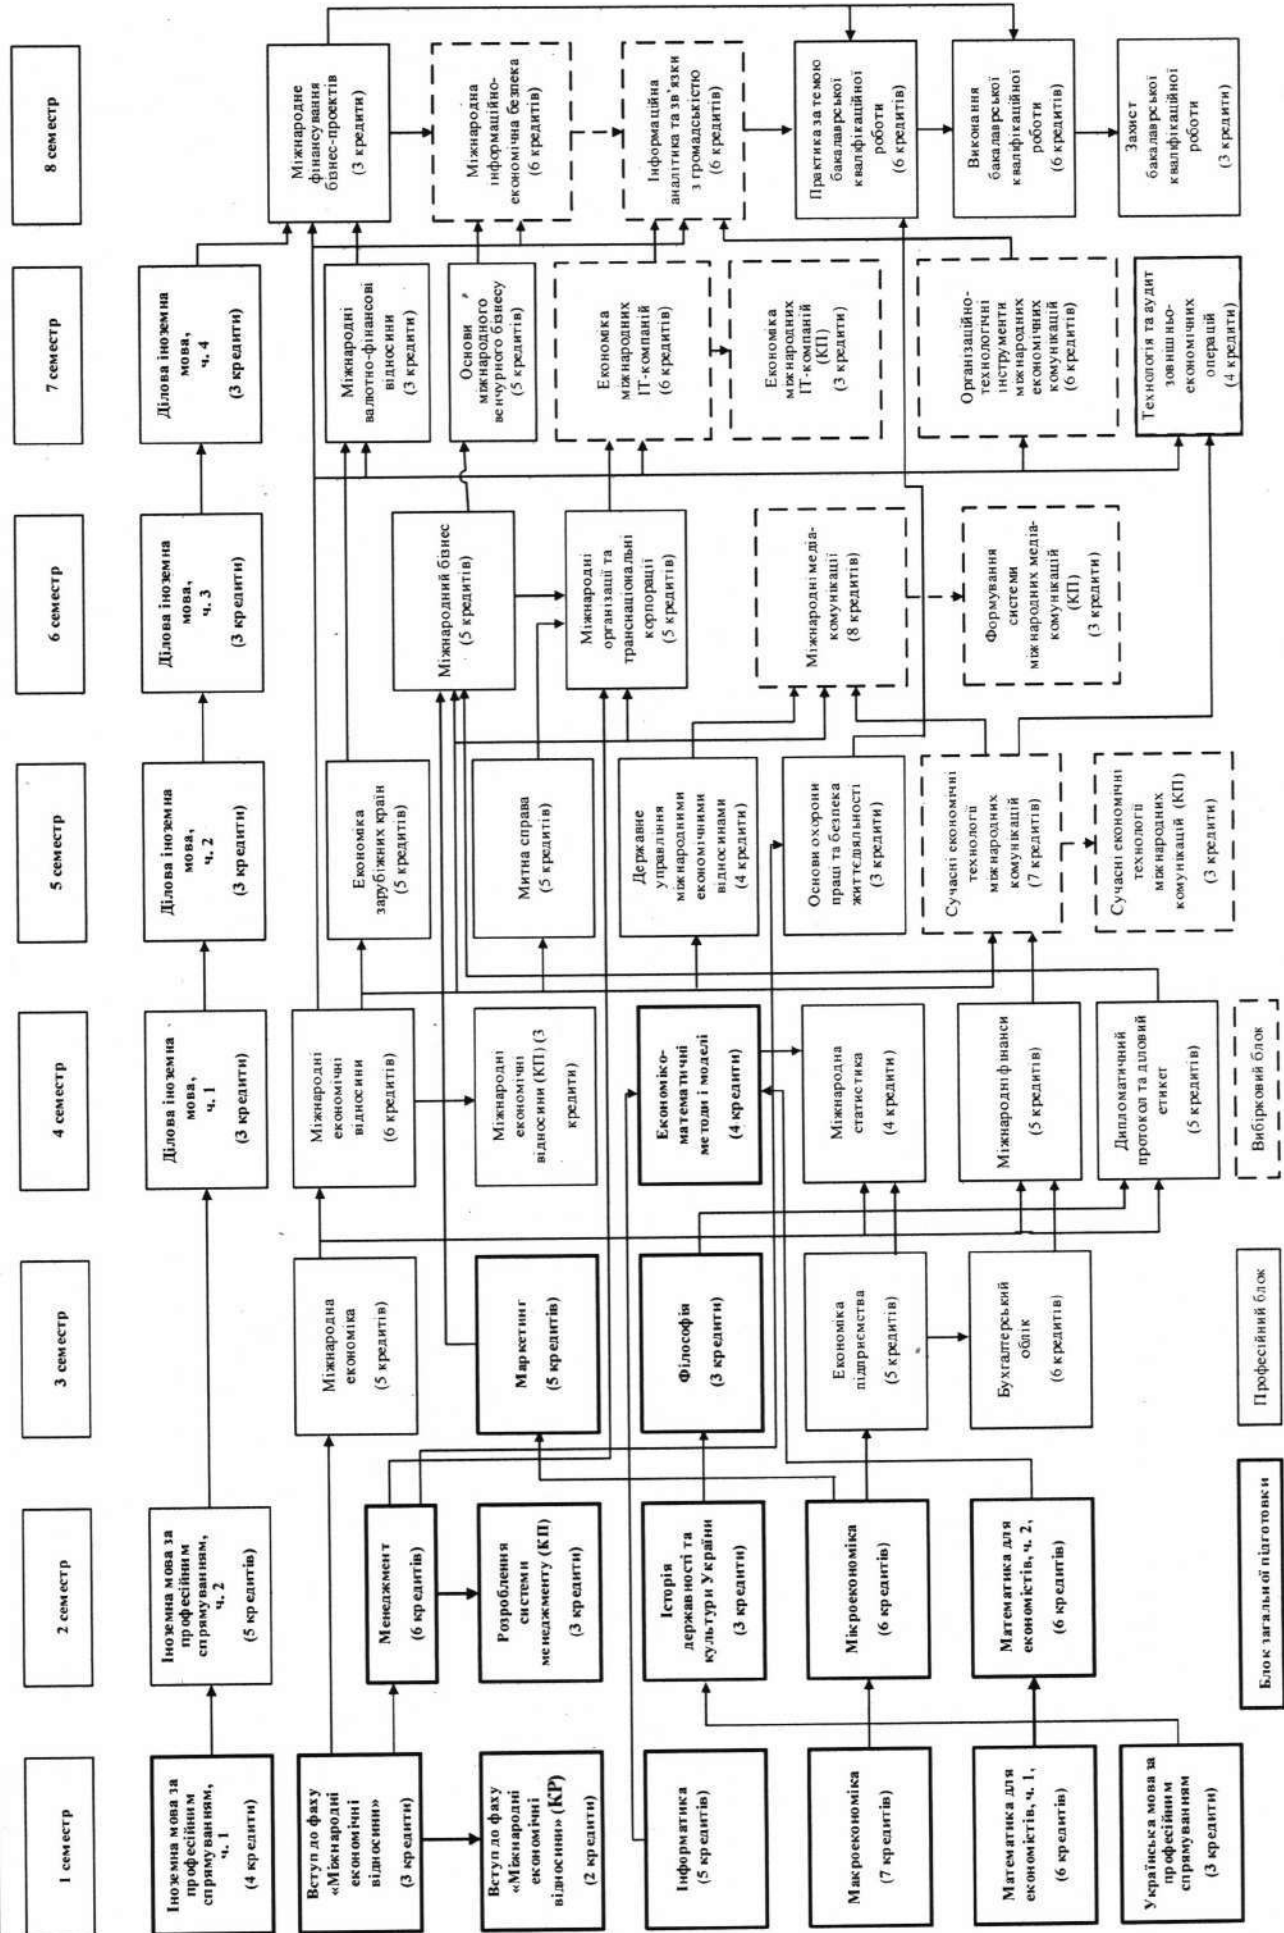 1 семестр
Іноземна мова за
професійним
спрямуванням,
ч. 1
(4 кредити)
Вступ до фаху
«Міжнародні
економічні
відносини»
(3 кредити)
Вступ до фаху
«Міжнародні
економічні
відносини» (КР)
(2 кредити)
Інформатика
(5 кредитів)
Макроекономіка
(7 кредитів)
Математика для
економістів, ч. 1,
(6 кредитів)
Українська мова за
професійним
спрямуванням
(3 кредити)
2 семестр
Іноземна мова за
професійним
спрямуванням,
ч. 2
(5 кредитів)
Менеджмент
(6 кредитів)
Розроблення
системи
менеджменту (КП)
(3 кредити)
Історія
державності та
культури України
(3 кредити)
Мікроекономіка
(6 кредитів)
Математика для
економістів, ч. 2,
(6 кредитів)
3 семестр
Міжнародна
економіка
(5 кредитів)
Маркетинг
(5 кредитів)
Філософія
(3 кредити)
Економіка
підприємства
(5 кредитів)
Бухгалтерський
облік
(6 кредитів)
4 семестр
Ділова іноземна
мова,
ч. 1
(3 кредити)
Міжнародні
економічні
відносини
(6 кредитів)
Міжнародні
економічні
відносини (КП) (3
кредити)
Економіко-
математичні
методи і моделі
(4 кредити)
Міжнародна
статистика
(4 кредити)
Міжнародні фінанси
(5 кредитів)
Дипломатичний
протокол та діловий
етикет
(5 кредитів)
5 семестр
Ділова іноземна
мова,
ч. 2
(3 кредити)
Економіка
зарубіжних країн
(5 кредитів)
Митна справа
(5 кредитів)
Державне
управління
міжнародними
економічними
відносинами
(4 кредити)
Основи охорони
праці та безпека
життєдіяльності
(3 кредити)
Сучасні економічні
технології
міжнародних
комунікацій
(7 кредитів)
Сучасні економічні
технології
міжнародних
комунікацій (КП)
(3 кредити)
6 семестр
Ділова іноземна
мова,
ч. 3
(3 кредити)
Міжнародний бізнес
(5 кредитів)
Міжнародні
організації та
транснаціональні
корпорації
(5 кредитів)
Міжнародні медіа-
комунікації
(8 кредитів)
Формування
системи
міжнародних медіа-
комунікацій
(КП)
(3 кредити)
7 семестр
Ділова іноземна
мова,
ч. 4
(3 кредити)
Міжнародні
валютно-фінансові
відносини
(3 кредити)
Основи
міжнародного
венчурного бізнесу
(5 кредитів)
Економіка
міжнародних
ІТ-компаній
(6 кредитів)
Економіка
міжнародних
ІТ-компаній
(КП)
(3 кредити)
Організаційно-
технологічні
інструменти
міжнародних
економічних
комунікацій
(6 кредитів)
Технологія та аудит
зовнішньо-
економічних
операцій
(4 кредити)
8 семестр
Міжнародне
фінансування
бізнес-проектів
(3 кредити)
Міжнародна
інформаційно-
економічна безпека
(6 кредитів)
Інформаційна
аналітика та зв'язки
з громадськістю
(6 кредитів)
Практика за темою
бакалаврської
кваліфікаційної
роботи
(6 кредитів)
Виконання
бакалаврської
кваліфікаційної
роботи
(6 кредитів)
Захист
бакалаврської
кваліфікаційної
роботи
(3 кредити)
Блок загальної підготовки
Професійний блок
Вибірковий блок